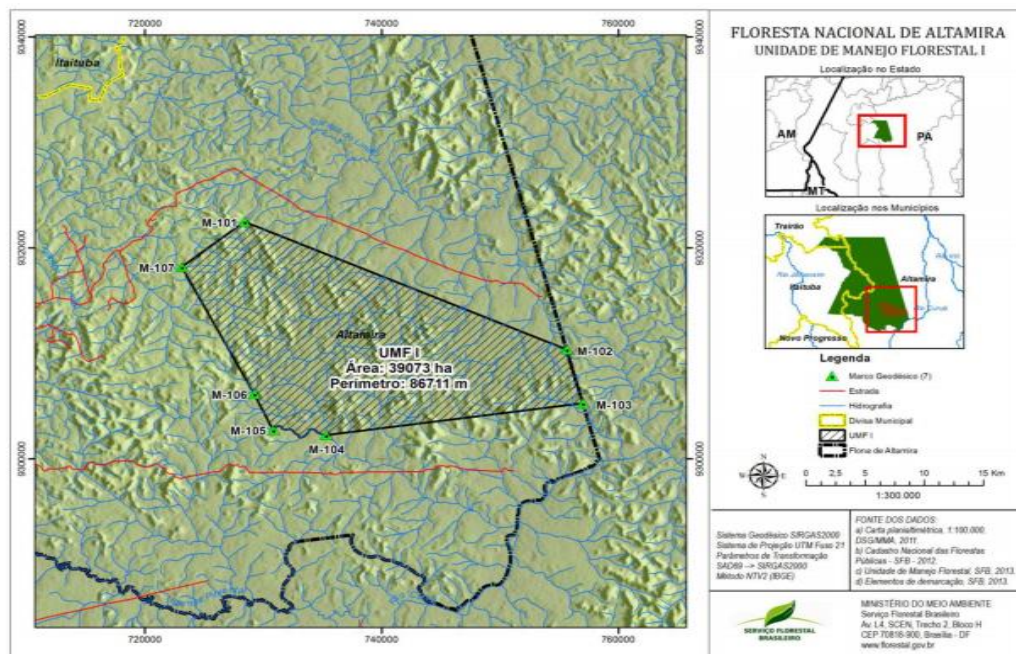 720000
740000
760000
9340000
9340000
Itaituba
M-101
9320000
9320000
M-107
Altamira
UMF I
Área: 39073 ha
Perímetro: 86711 m
M-102
M-106
M-103
M-105
M-104
9300000
9300000
720000
740000
760000
FLORESTA NACIONAL DE ALTAMIRA
UNIDADE DE MANEJO FLORESTAL I
Localização no Estado
AM
PA
MT
Localização nos Municípios
Trairão
Altamira
Itaituba
Novo Progresso
Legenda
Marco Geodésico (7)
Estrada
Hidrografia
Divisa Municipal
UMF I
Flona de Altamira
N
W
E
S
0 2,5 5 10 15 Km
1:300.000
Sistema Geodésico SIRGAS2000
Sistema de Projeção UTM Fuso 21
Parâmetros de Transformação
SAD69 --> SIRGAS2000
Método NTV2 (IBGE)
FONTE DOS DADOS:
a) Carta planialtimétrica, 1:100.000,
DSG/MMA, 2011.
b) Cadastro Nacional das Florestas
Públicas - SFB - 2012.
c) Unidade de Manejo Florestal, SFB, 2013.
d) Elementos de demarcação, SFB, 2013.
SERVIÇO FLORESTAL
BRASILEIRO
MINISTÉRIO DO MEIO AMBIENTE
Serviço Florestal Brasileiro
Av. L4, SCEN, Trecho 2, Bloco H
CEP 70818-900, Brasília - DF
www.florestal.gov.br